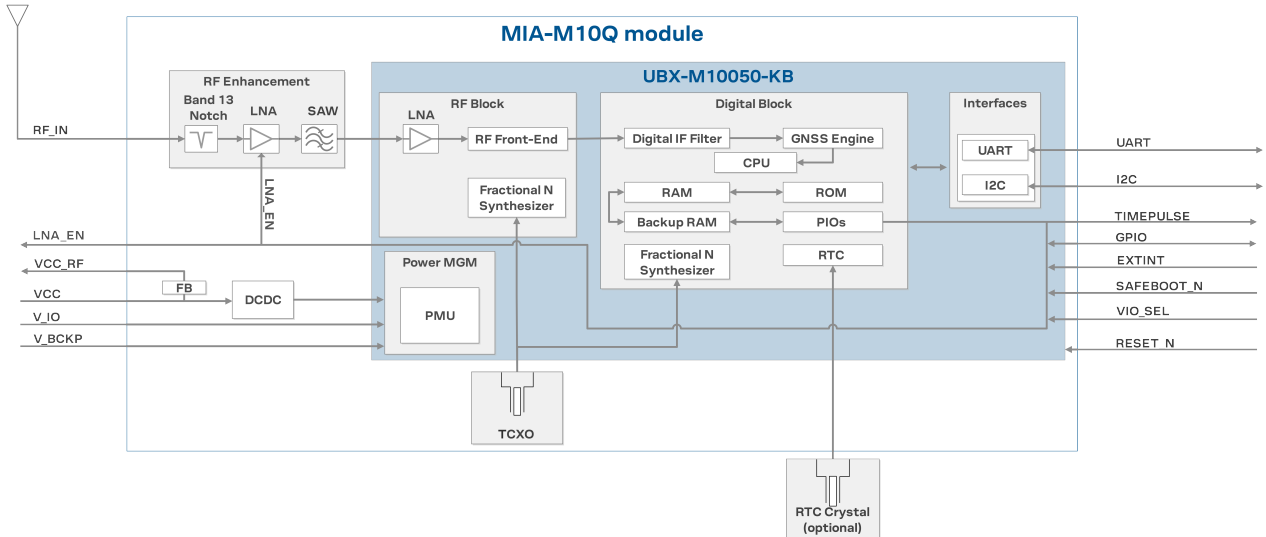 MIA-M10Q module
UBX-M10050-KB
RF Enhancement
Band 13
Notch
LNA
SAW
RF_IN
LNA_EN
RF Block
LNA
RF Front-End
Fractional N
Synthesizer
Digital Block
Digital IF Filter
GNSS Engine
CPU
RAM
ROM
Backup RAM
PIOs
Fractional N
Synthesizer
RTC
Interfaces
UART
I2C
UART
I2C
TIMEPULSE
GPIO
EXTINT
SAFEBOOT_N
VIO_SEL
RESET_N
LNA_EN
VCC_RF
FB
VCC
DCDC
V_IO
V_BCKP
Power MGM
PMU
TCXO
RTC Crystal
(optional)